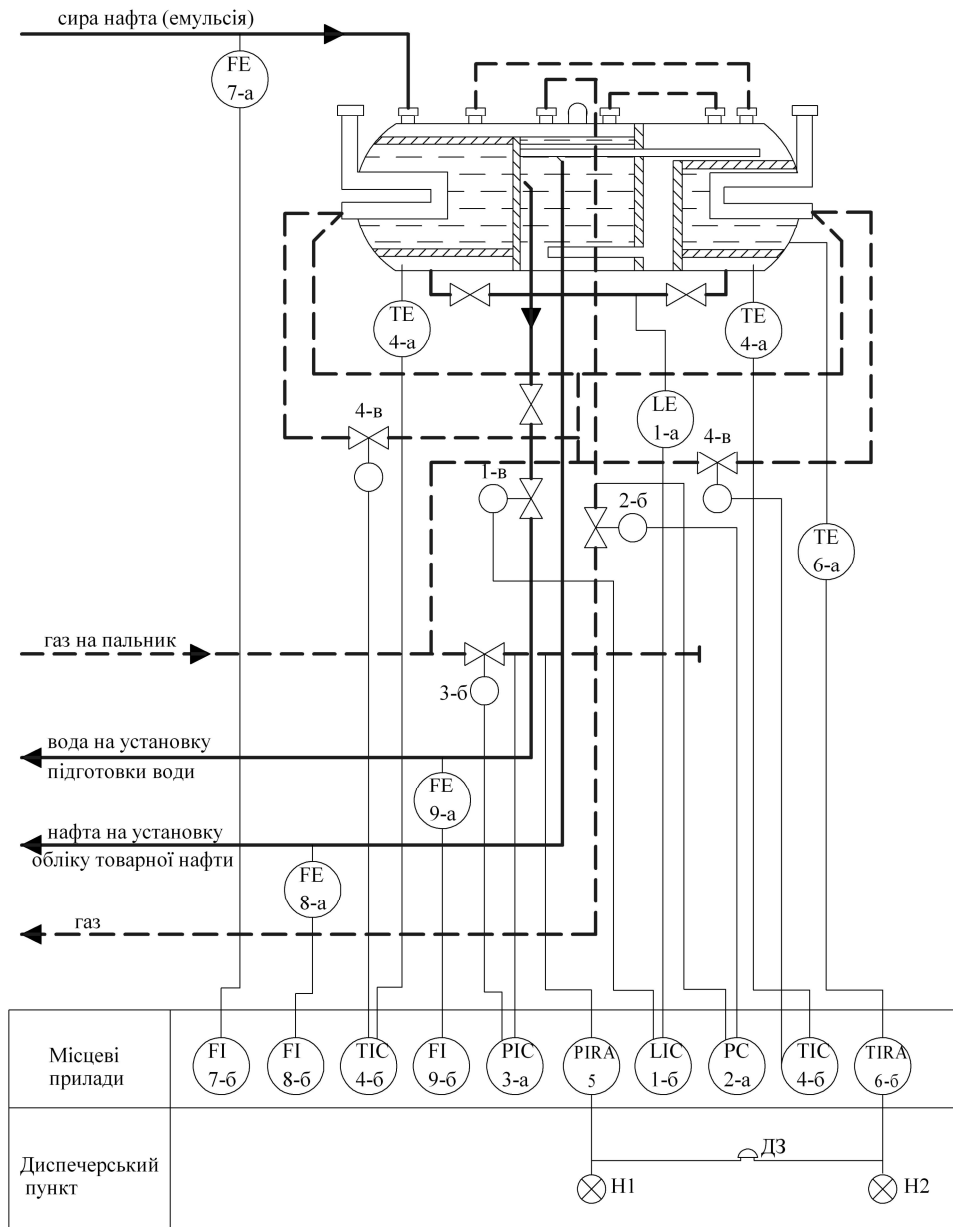 сира нафта (емульсія)
FE
7-а
TE
4-а
TE
4-а
LE
1-а
4-в
4-в
1-в
2-б
TE
6-а
газ на пальник
3-б
вода на установку
підготовки води
FE
9-а
нафта на установку
обліку товарної нафти
FE
8-а
газ
Місцеві
прилади
FI
7-б
FI
8-б
TIC
4-б
FI
9-б
PIC
3-а
PIRA
5
LIC
1-б
PC
2-а
TIC
4-б
TIRA
6-б
Диспечерський
пункт
ДЗ
Н1
Н2